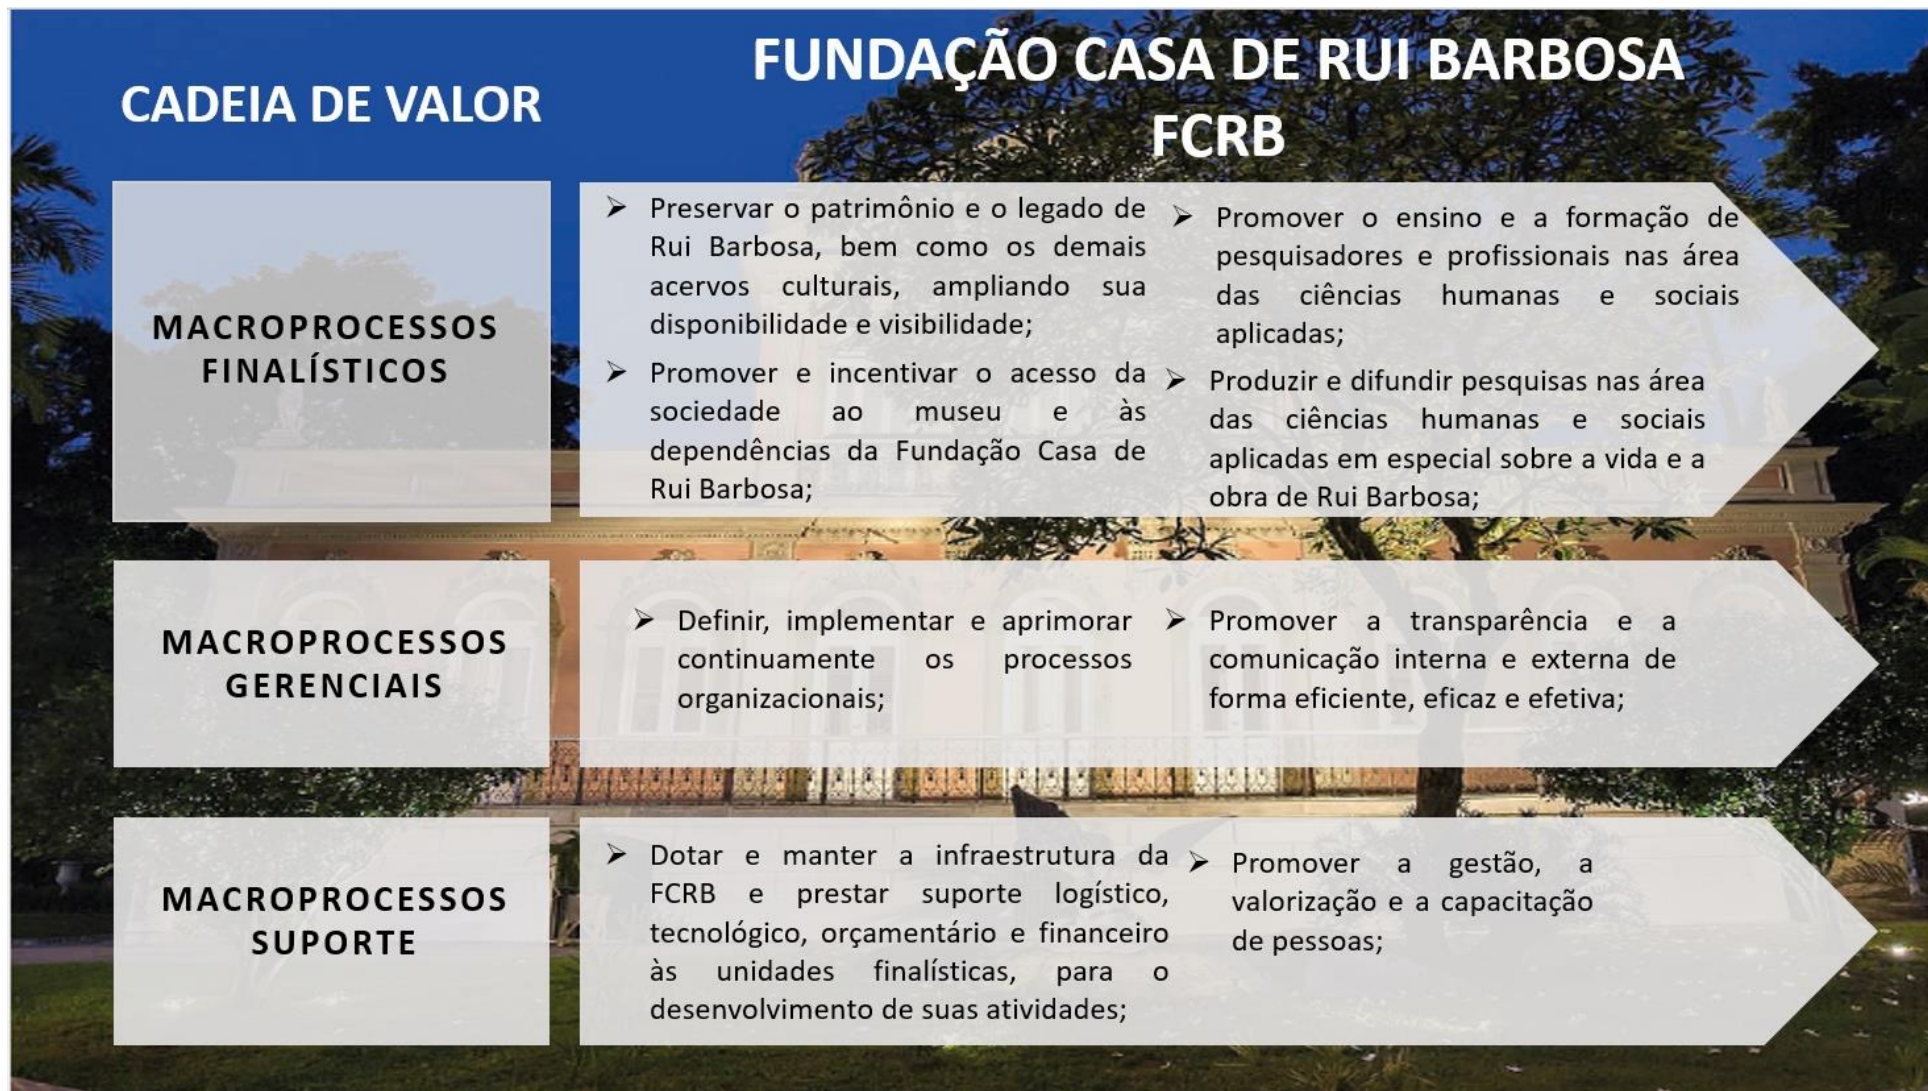 CADEIA DE VALOR
FUNDAÇÃO CASA DE RUI BARBOSA
FCRB
MACROPROCESSOS
FINALÍSTICOS
➢ Preservar o patrimônio e o legado de
Rui Barbosa, bem como os demais
acervos culturais, ampliando sua
disponibilidade e visibilidade;
➢ Promover e incentivar o acesso da
sociedade ao museu e às
dependências da Fundação Casa de
Rui Barbosa;
➢ Promover o ensino e a formação de
pesquisadores e profissionais nas área
das ciências humanas e sociais
aplicadas;
➢ Produzir e difundir pesquisas nas área
das ciências humanas e sociais
aplicadas em especial sobre a vida e a
obra de Rui Barbosa;
MACROPROCESSOS
GERENCIAIS
➢ Definir, implementar e aprimorar
continuamente os processos
organizacionais;
➢ Promover a transparência e a
comunicação interna e externa de
forma eficiente, eficaz e efetiva;
MACROPROCESSOS
SUPORTE
➢ Dotar e manter a infraestrutura da
FCRB e prestar suporte logístico,
tecnológico, orçamentário e financeiro
às unidades finalísticas, para o
desenvolvimento de suas atividades;
➢ Promover a gestão, a
valorização e a capacitação
de pessoas;